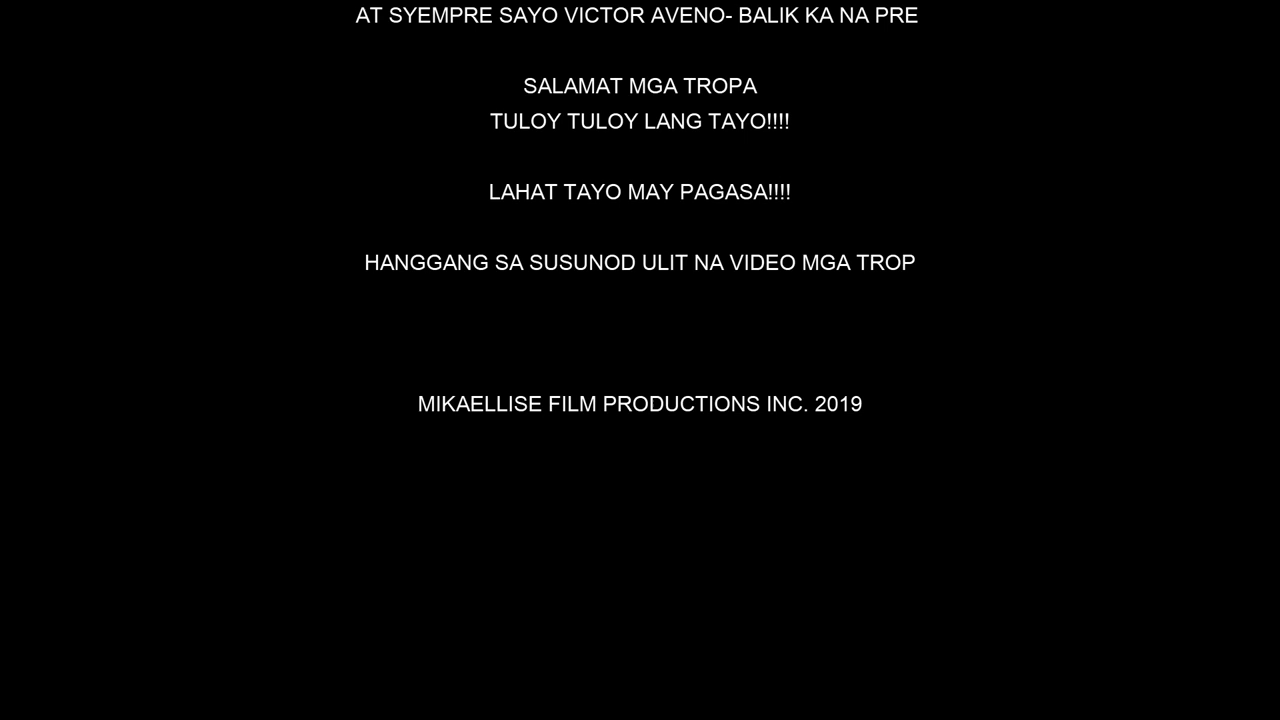 AT SYEMPRE SAYO VICTOR AVENO- BALIK KA NA PRE
SALAMAT MGA TROPA
TULOY TULOY LANG TAYO!!!!
LAHAT TAYO MAY PAGASA!!!!
HANGGANG SA SUSUNOD ULIT NA VIDEO MGA TROP
MIKAELLISE FILM PRODUCTIONS INC. 2019